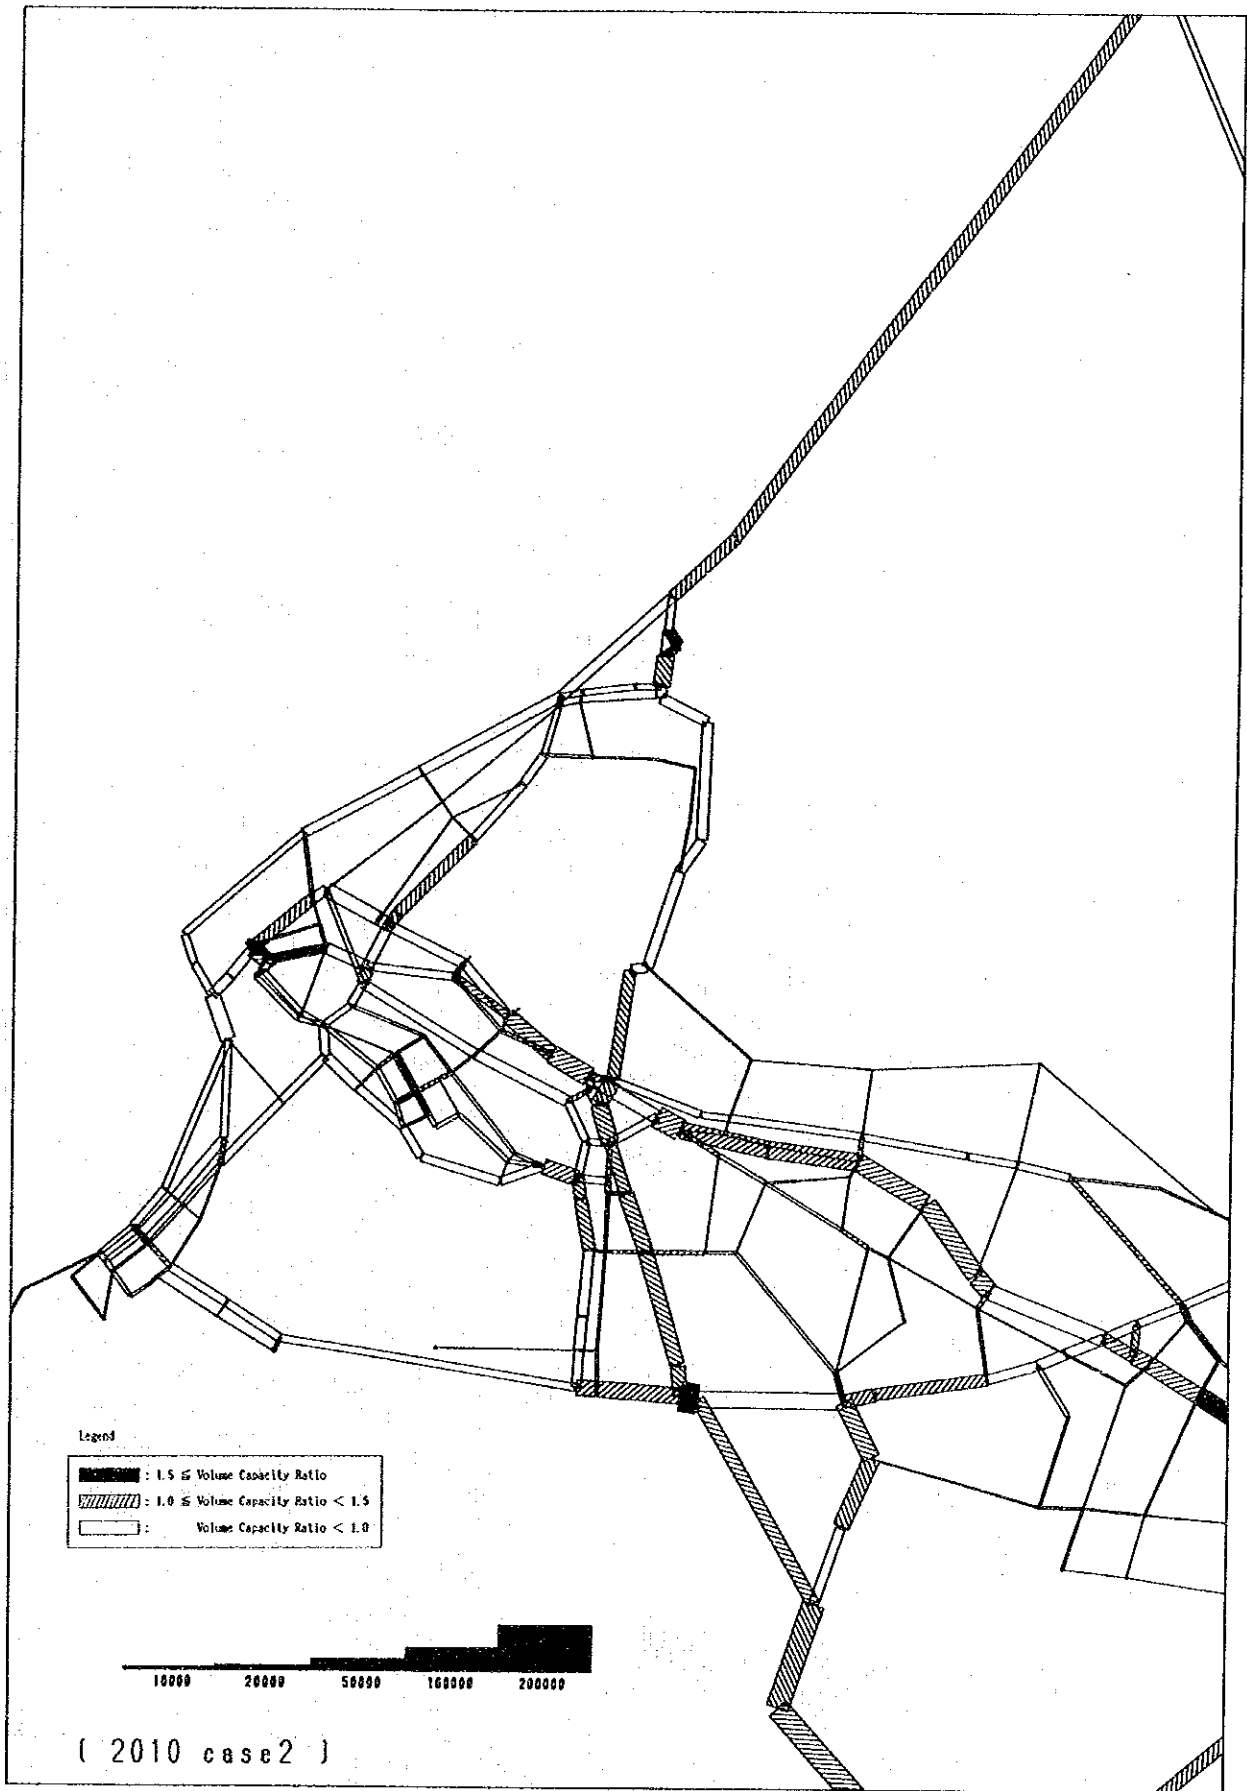 Legend
: 1.5 ≦ Volume Capacity Ratio
: 1.0 ≦ Volume Capacity Ratio < 1.5
: Volume Capacity Ratio < 1.0
10000 20000 50000 100000 200000
( 2010 case2 )